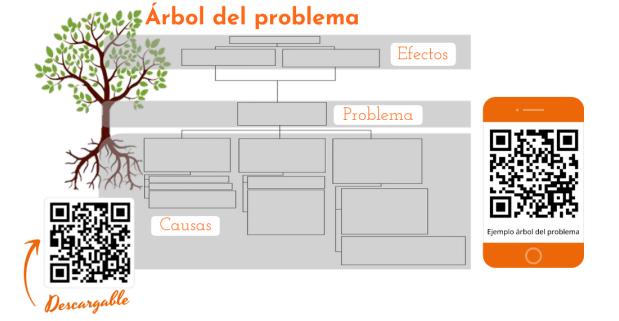 Árbol del problema
Efectos
Problema
Causas
Ejemplo árbol del problema
Descargable